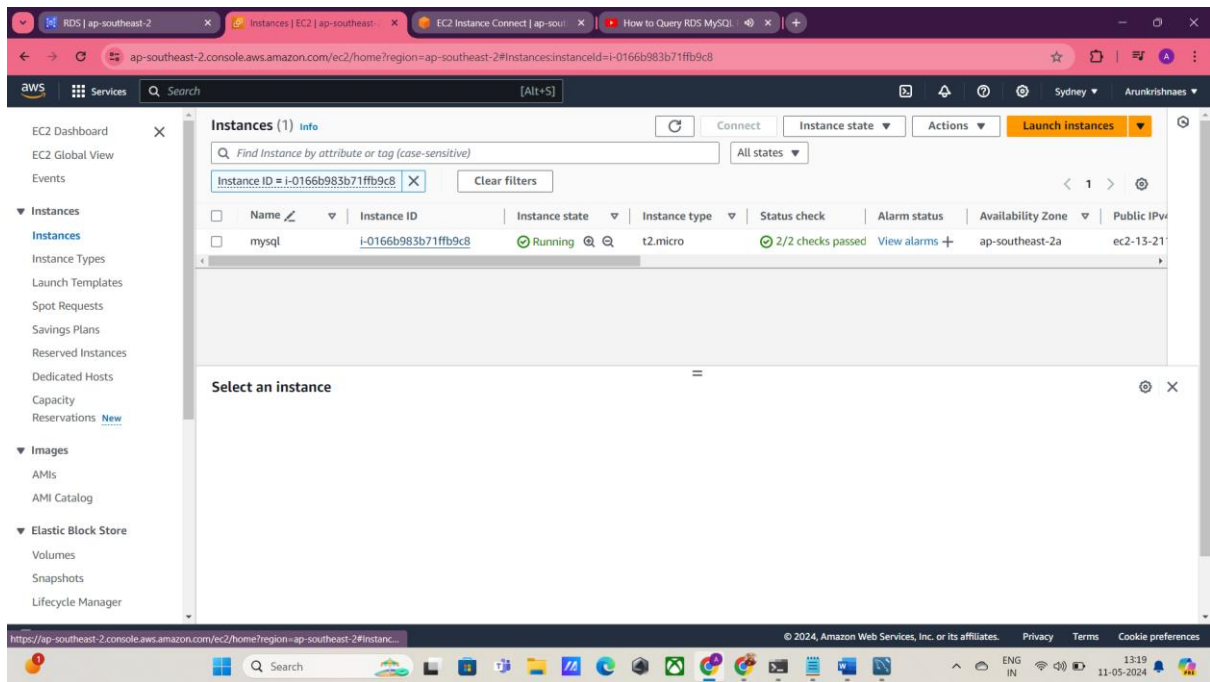 RDS | ap-southeast-2
Instances | EC2 | ap-southeast-
EC2 Instance Connect | ap-sout
How to Query RDS MySQL
ap-southeast-2.console.aws.amazon.com/ec2/home?region=ap-southeast-2#Instances:instanceId=i-0166b983b71ffb9c8
A
aws Services Search [Alt+S] Sydney Arunkrishnaes
EC2 Dashboard
EC2 Global View
Events
Instances
Instances
Instance Types
Launch Templates
Spot Requests
Savings Plans
Reserved Instances
Dedicated Hosts
Capacity
Reservations New
Images
AMIs
AMI Catalog
Elastic Block Store
Volumes
Snapshots
Lifecycle Manager
Instances (1) Info Connect Instance state Actions Launch instances
Find Instance by attribute or tag (case-sensitive) All states
Instance ID = i-0166b983b71ffb9c8 Clear filters 1
Name Instance ID Instance state Instance type Status check Alarm status Availability Zone Public IPv4
mysql i-0166b983b71ffb9c8 Running t2.micro 2/2 checks passed View alarms ap-southeast-2a ec2-13-211
Select an instance
https://ap-southeast-2.console.aws.amazon.com/ec2/home?region=ap-southeast-2#Instanc...
© 2024, Amazon Web Services, Inc. or its affiliates. Privacy Terms Cookie preferences
Search ENG 13:19
IN 11-05-2024